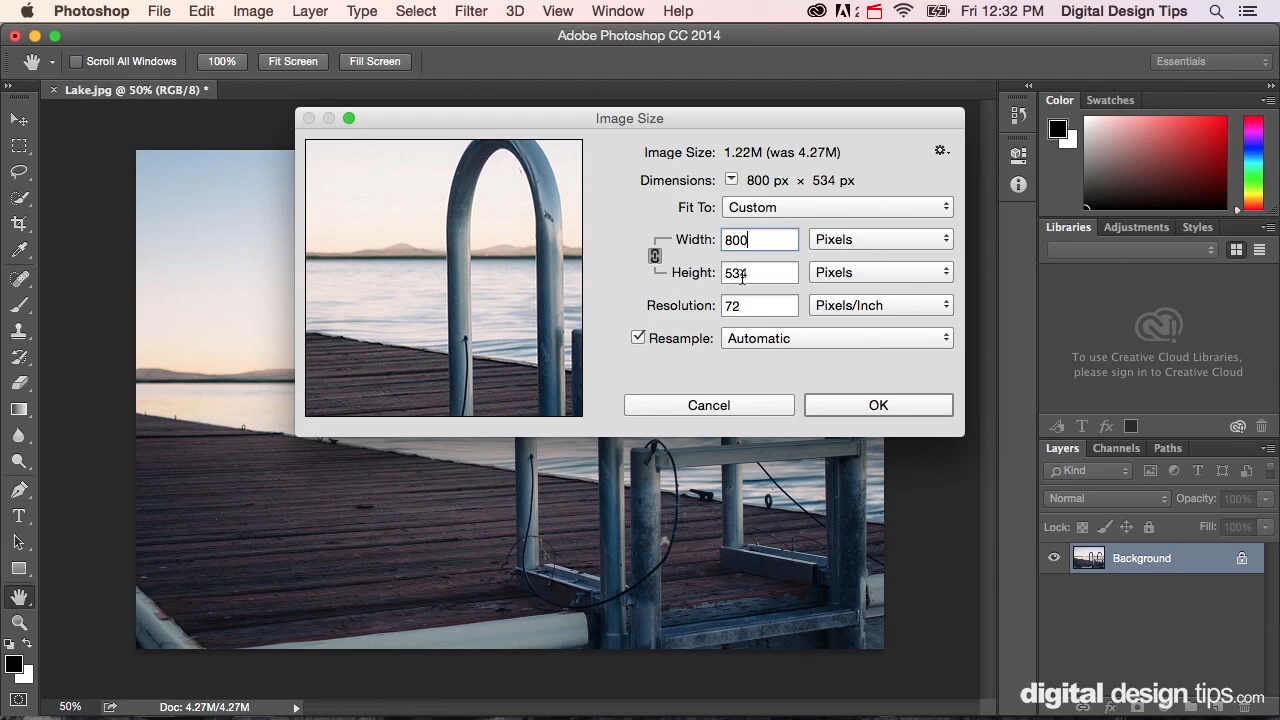 Photoshop File Edit Image Layer Type Select Filter 3D View Window Help 2 Fri 12:32 PM Digital Design Tips
Adobe Photoshop CC 2014
Scroll All Windows 100% Fit Screen Fill Screen Essentials
× Lake.jpg @ 50% (RGB/8) *
Image Size
Image Size: 1.22M (was 4.27M)
Dimensions: 800 px × 534 px
Fit To: Custom
Width: 800 Pixels
Height: 534 Pixels
Resolution: 72 Pixels/Inch
Resample: Automatic
Cancel OK
Color Swatches
Libraries Adjustments Styles
To use Creative Cloud Libraries,
please sign in to Creative Cloud
T fx
Layers Channels Paths
Kind T
Normal Opacity: 100%
Lock: Fill: 100%
Background
T
50% Doc: 4.27M/4.27M
digital design tips.com